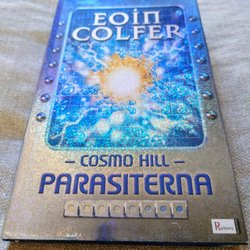 EOIN
COLFER
– COSMO HILL –
PARASITERNA